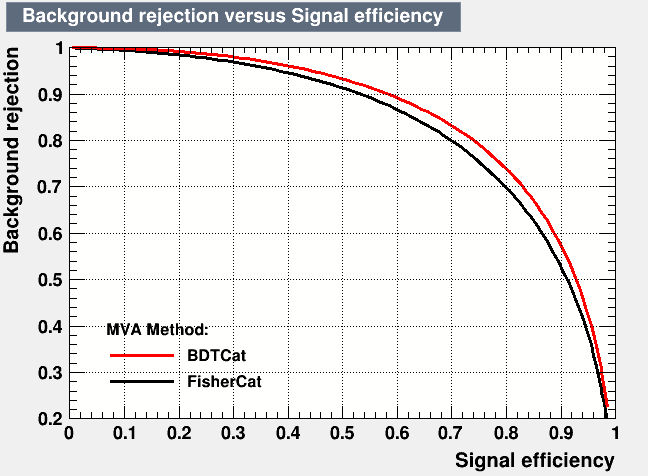 Background rejection versus Signal efficiency
Background rejection
1
0.9
0.8
0.7
0.6
0.5
0.4
0.3
0.2
MVA Method:
BDTCat
FisherCat
0 0.1 0.2 0.3 0.4 0.5 0.6 0.7 0.8 0.9 1
Signal efficiency